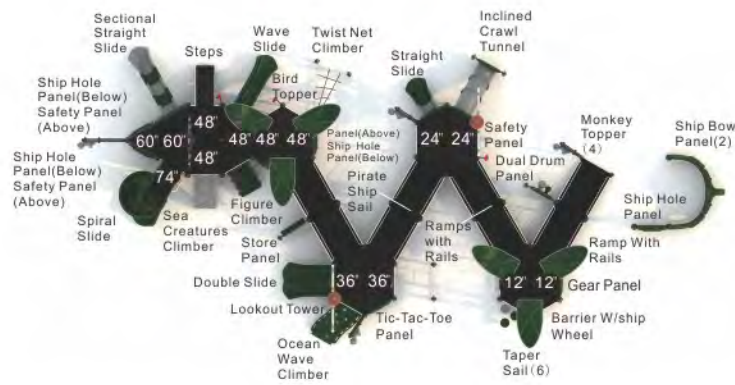 Sectional
Straight
Slide
Steps
Wave
Slide
Twist Net
Climber
Bird
Topper
Straight
Slide
Inclined
Crawl
Tunnel
Ship Hole
Panel(Below)
Safety Panel
(Above)
Ship Hole
Panel(Below)
Safety Panel
(Above)
60" 60"
48"
48"
48" 48" 48"
74"
Panel(Above)
Ship Hole
Panel(Below)
24" 24"
Safety
Panel
Dual Drum
Panel
Monkey
Topper
(4)
Ship Bow
Panel(2)
Ship Hole
Panel
Spiral
Slide
Sea
Creatures
Climber
Figure
Climber
Store
Panel
Pirate
Ship
Sail
Ramps
with
Rails
Ramp With
Rails
Double Slide
Lookout Tower
36" 36"
Ocean
Wave
Climber
Tic-Tac-Toe
Panel
12" 12"
Gear Panel
Barrier W/ship
Wheel
Taper
Sail(6)